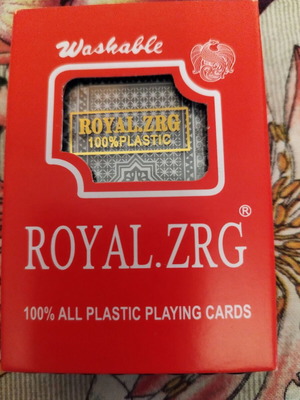 Washable
ROYAL.ZRG
100% PLASTIC
ROYAL.ZRG®
100% ALL PLASTIC PLAYING CARDS